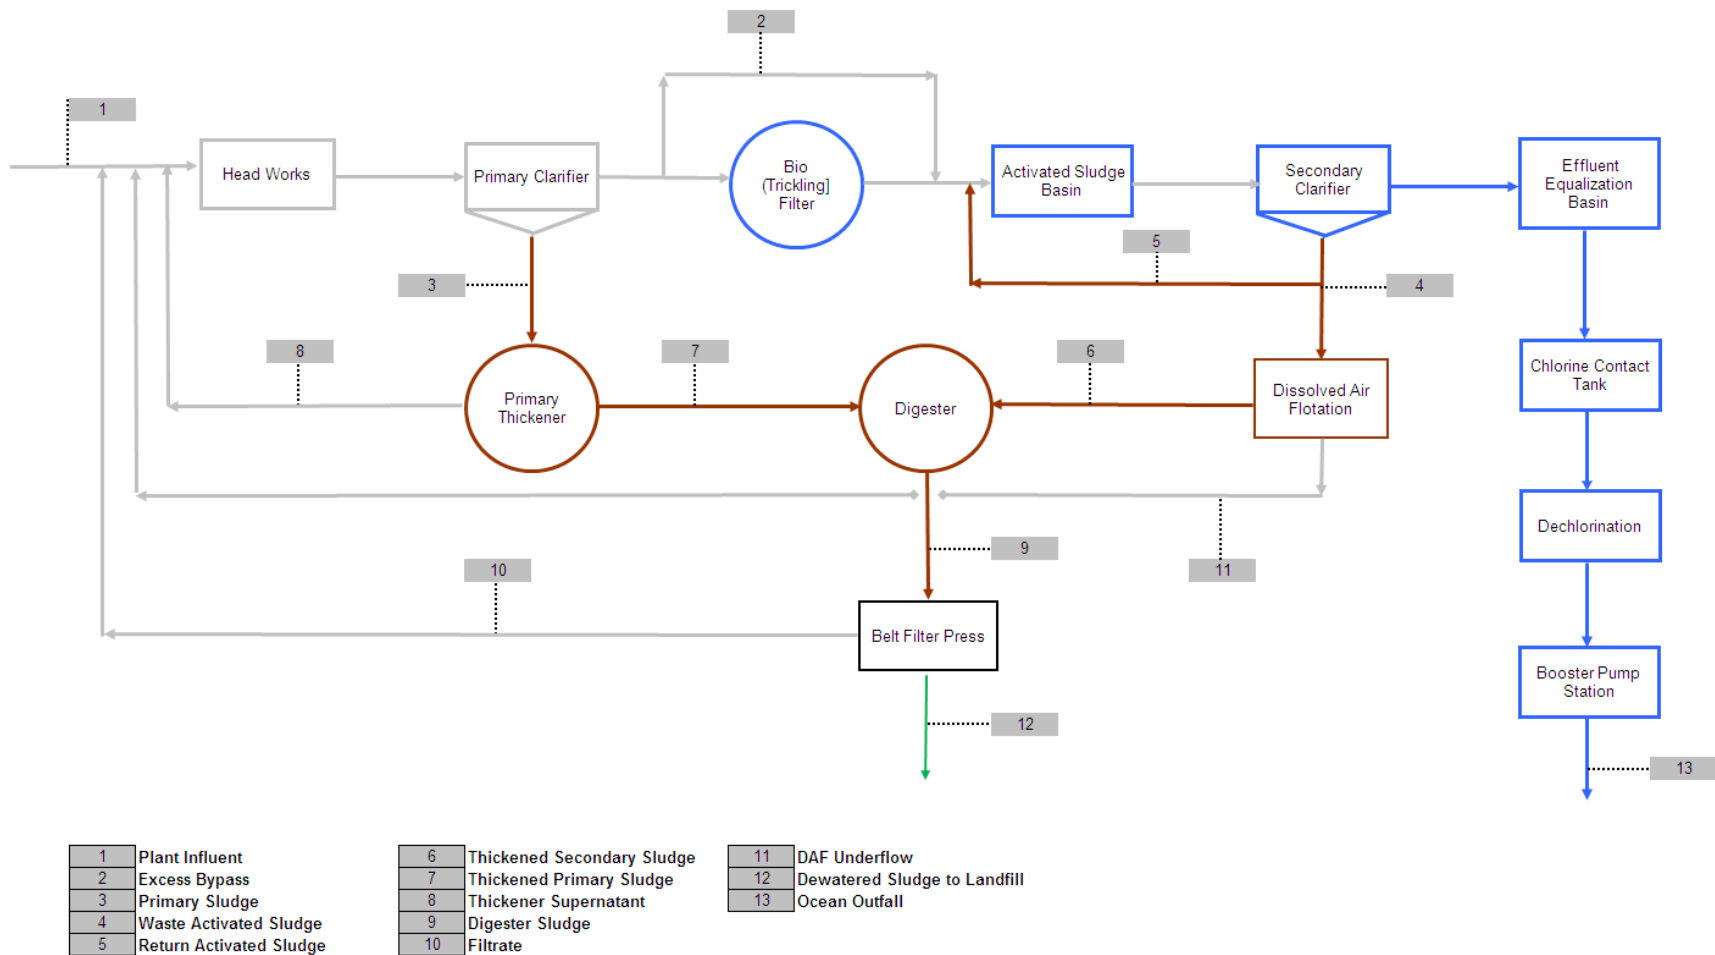 2
1
Head Works
Primary Clarifier
Bio
(Trickling]
Filter
Activated Sludge
Basin
Secondary
Clarifier
Effluent
Equalization
Basin
5
3
4
8
7
6
Chlorine Contact
Tank
Primary
Thickener
Digester
Dissolved Air
Flotation
Dechlorination
9
10
11
Belt Filter Press
Booster Pump
Station
12
13
1 Plant Influent
2 Excess Bypass
3 Primary Sludge
4 Waste Activated Sludge
5 Return Activated Sludge
6 Thickened Secondary Sludge
7 Thickened Primary Sludge
8 Thickener Supernatant
9 Digester Sludge
10 Filtrate
11 DAF Underflow
12 Dewatered Sludge to Landfill
13 Ocean Outfall